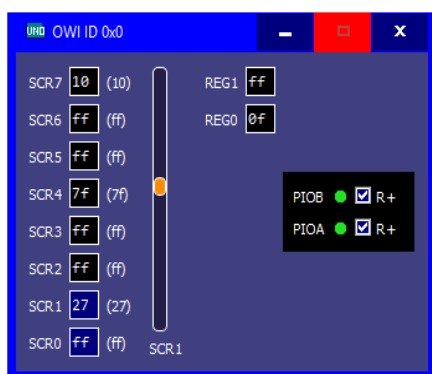 UNO OWI ID 0x0 X
SCR7 10 (10) REG1 ff
SCR6 ff (ff) REG0 0f
SCR5 ff (ff)
SCR4 7f (7f) PIOB R+
SCR3 ff (ff) PIOA R+
SCR2 ff (ff)
SCR1 27 (27)
SCR0 ff (ff) SCR1